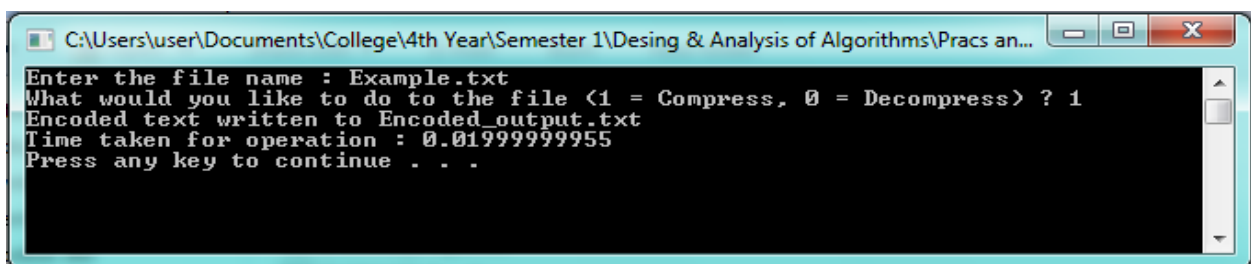 C:\Users\user\Documents\College\4th Year\Semester 1\Desing & Analysis of Algorithms\Pracs an...
Enter the file name : Example.txt
What would you like to do to the file (1 = Compress, 0 = Decompress) ? 1
Encoded text written to Encoded_output.txt
Time taken for operation : 0.01999999955
Press any key to continue . . .